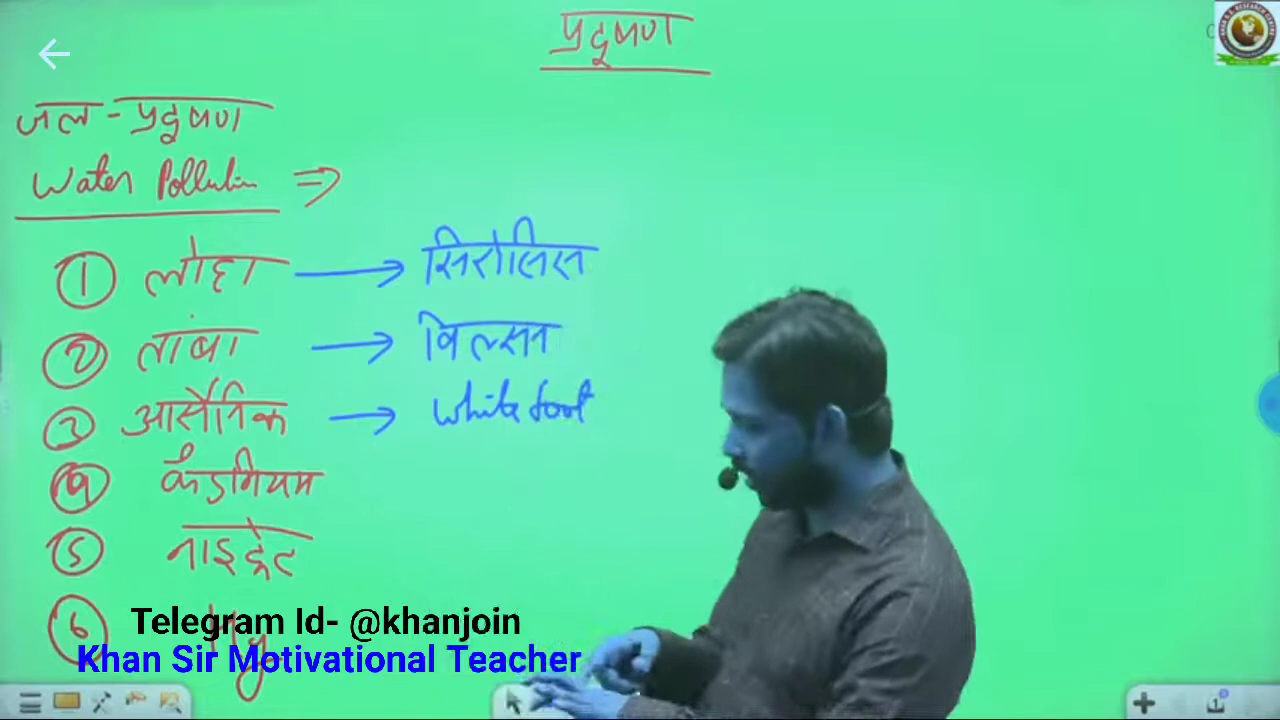 प्रदूषण
जल-प्रदूषण
Water Pollution ⇒
① लोहा → सिरोसिस
② तांबा → विल्सन
③ आर्सेनिक → White foot
④ कैडमियम
⑤ नाइट्रेट
⑥ Hg
Telegram Id- @khanjoin
Khan Sir Motivational Teacher